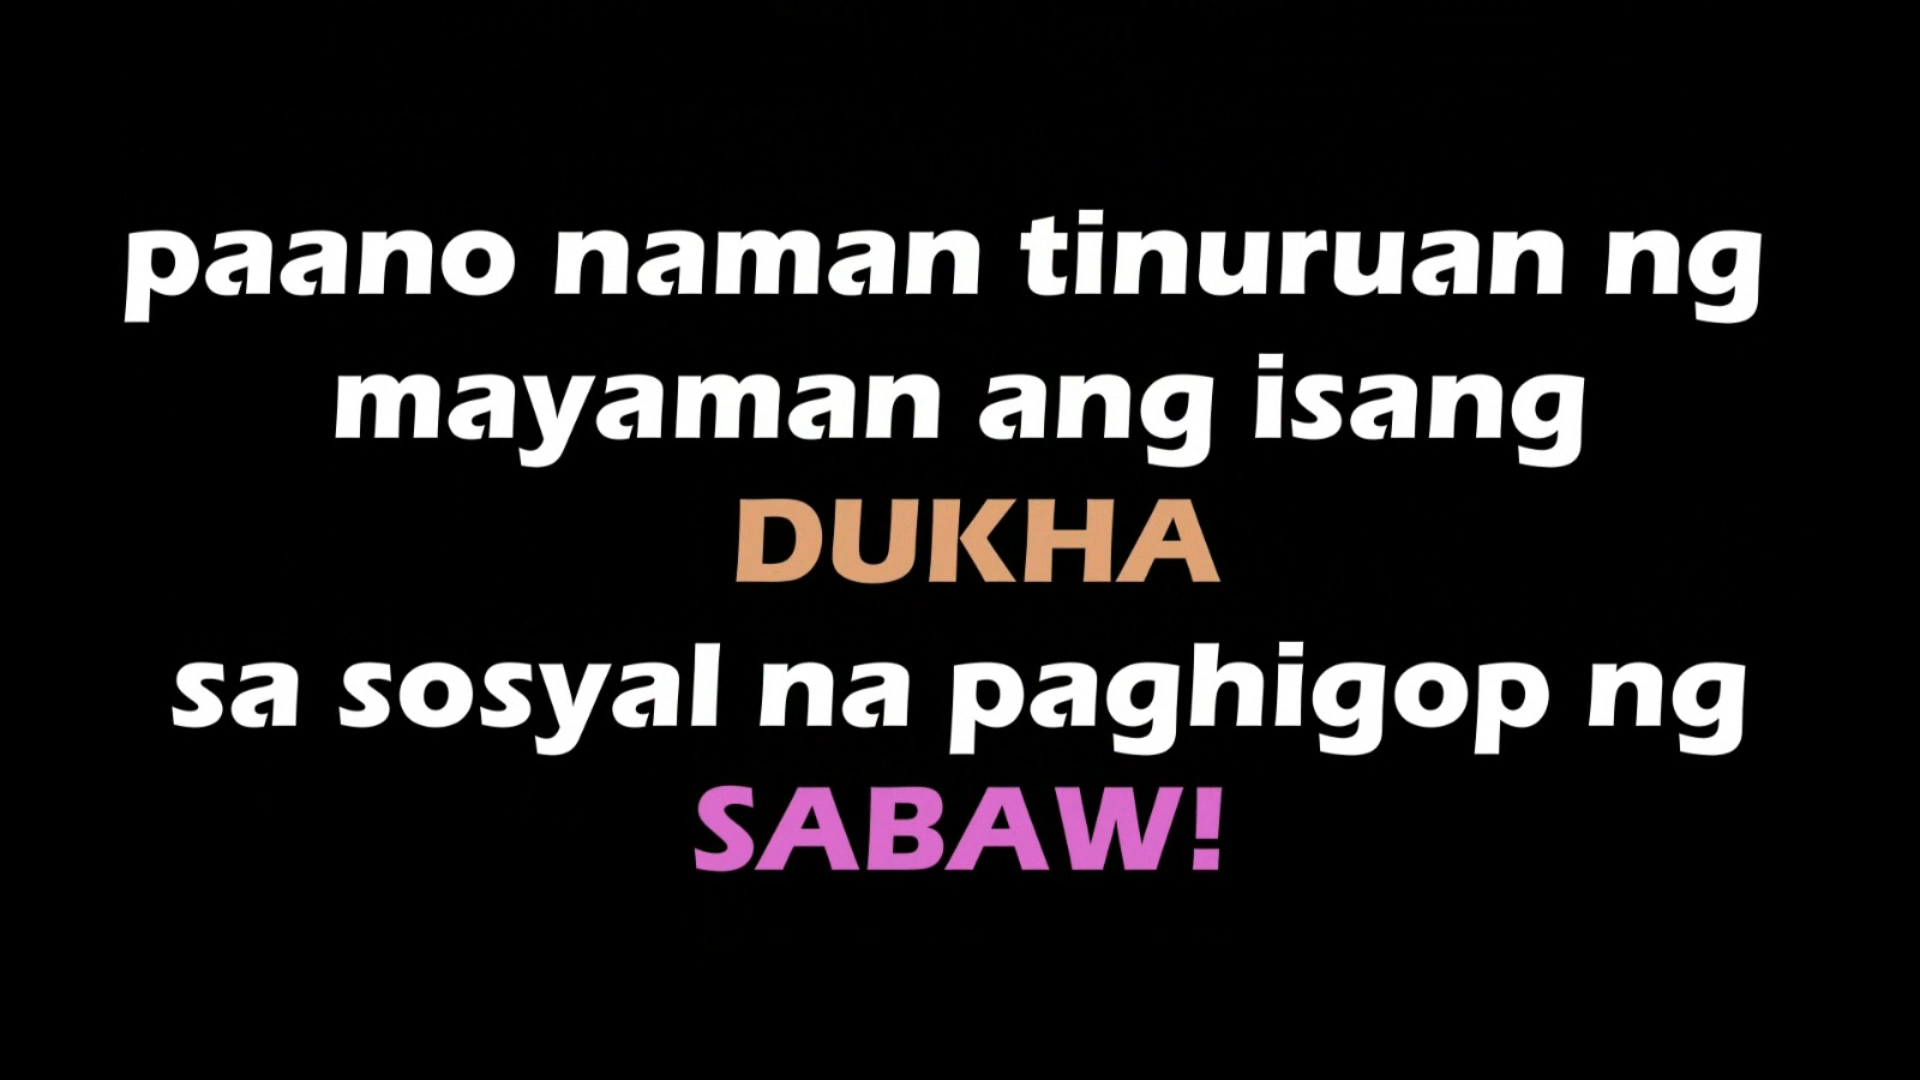 paano naman tinuruan ng
mayaman ang isang
DUKHA
sa sosyal na paghigop ng
SABAW!